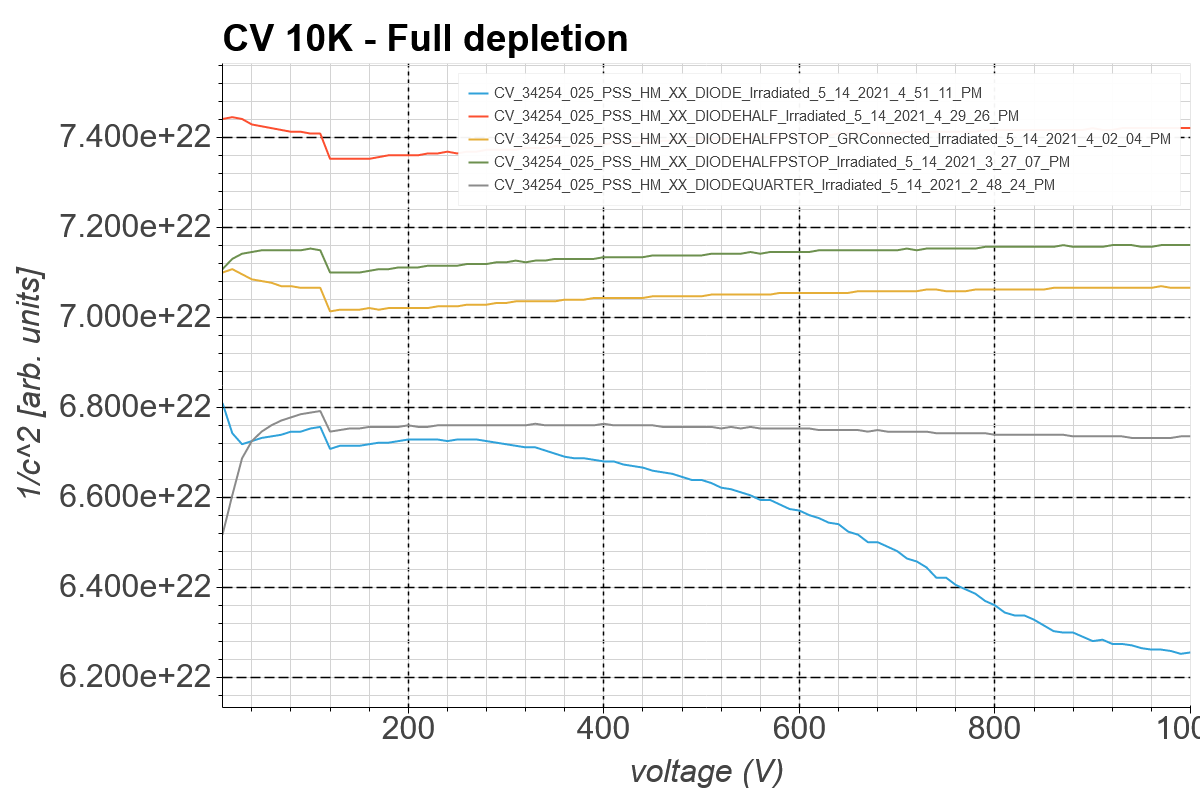 CV 10K - Full depletion
CV_34254_025_PSS_HM_XX_DIODE_Irradiated_5_14_2021_4_51_11_PM
CV_34254_025_PSS_HM_XX_DIODEHALF_Irradiated_5_14_2021_4_29_26_PM
CV_34254_025_PSS_HM_XX_DIODEHALFPSTOP_GRConnected_Irradiated_5_14_2021_4_02_04_PM
CV_34254_025_PSS_HM_XX_DIODEHALFPSTOP_Irradiated_5_14_2021_3_27_07_PM
CV_34254_025_PSS_HM_XX_DIODEQUARTER_Irradiated_5_14_2021_2_48_24_PM
7.400e+22
7.200e+22
7.000e+22
6.800e+22
6.600e+22
6.400e+22
6.200e+22
1/c^2 [arb. units]
200 400 600 800 100
voltage (V)